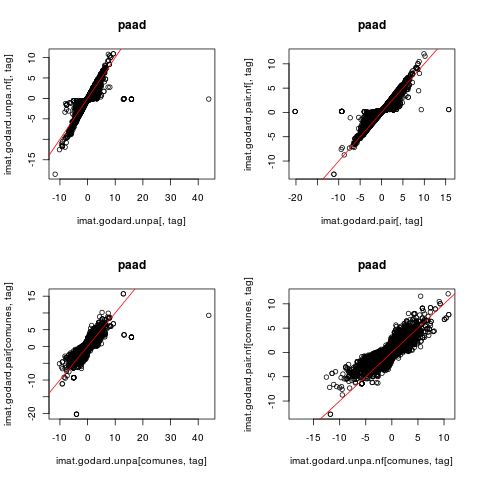 paad
imat.godard.unpa.nf[, tag]
-15 -5 0 5 10
-10 0 10 20 30 40
imat.godard.unpa[, tag]
paad
imat.godard.pair.nf[, tag]
-10 -5 0 5 10
-20 -10 -5 0 5 10 15
imat.godard.pair[, tag]
paad
imat.godard.pair[comunes, tag]
-20 -10 0 5 15
-10 0 10 20 30 40
imat.godard.unpa[comunes, tag]
paad
imat.godard.pair.nf[comunes, tag]
-10 -5 0 5 10
-15 -10 -5 0 5 10
imat.godard.unpa.nf[comunes, tag]